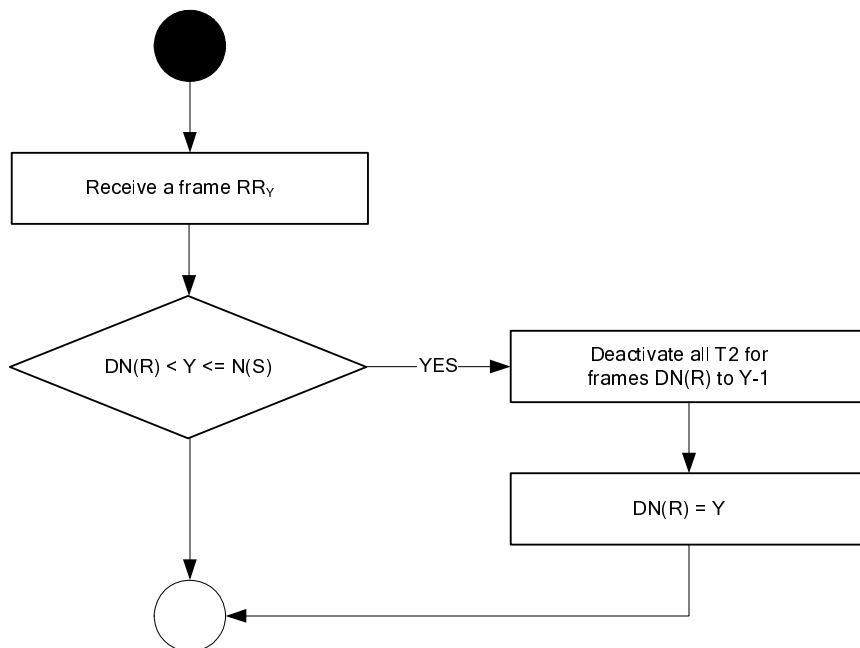 Receive a frame RRY
DN(R) < Y <= N(S)
YES
Deactivate all T2 for
frames DN(R) to Y-1
DN(R) = Y